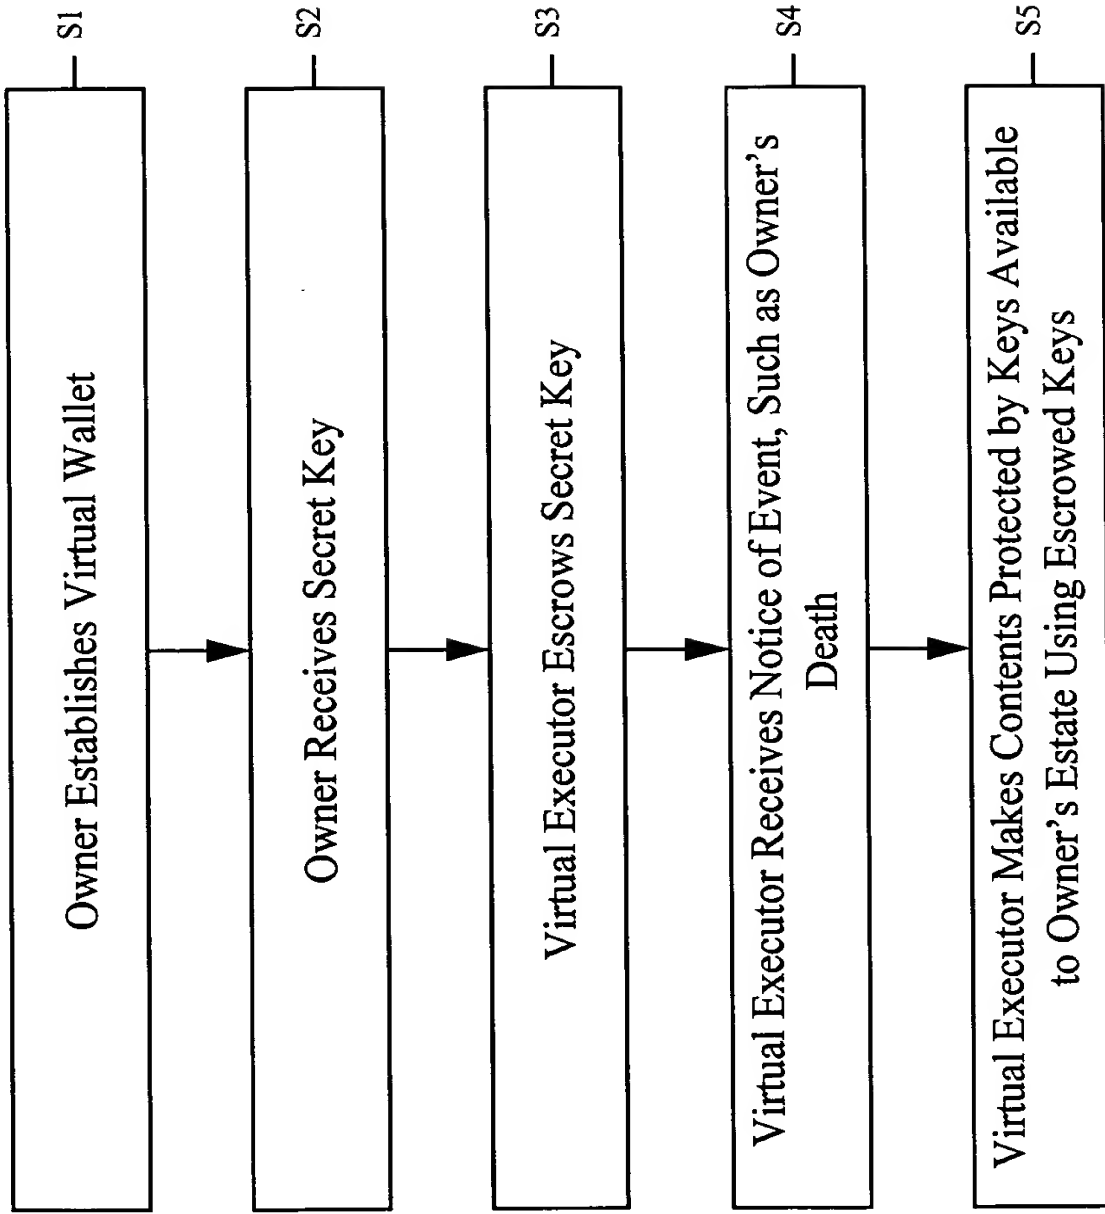 Owner Establishes Virtual Wallet
S1
Owner Receives Secret Key
S2
Virtual Executor Escrows Secret Key
S3
Virtual Executor Receives Notice of Event, Such as Owner's
Death
S4
Virtual Executor Makes Contents Protected by Keys Available
to Owner's Estate Using Escrowed Keys
S5